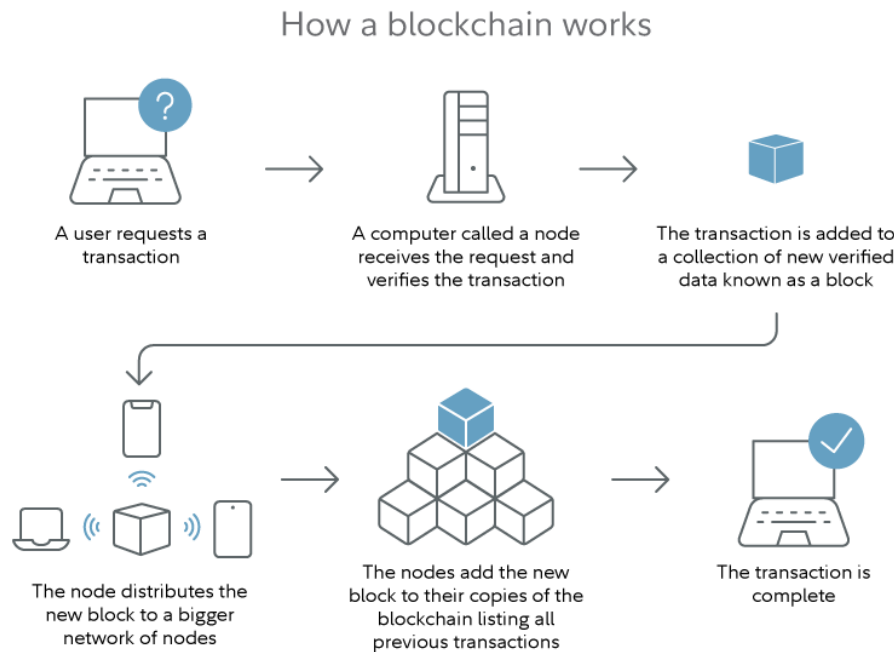 How a blockchain works
?
A user requests a
transaction
A computer called a node
receives the request and
verifies the transaction
The transaction is added to
a collection of new verified
data known as a block
The node distributes the
new block to a bigger
network of nodes
The nodes add the new
block to their copies of the
blockchain listing all
previous transactions
The transaction is
complete